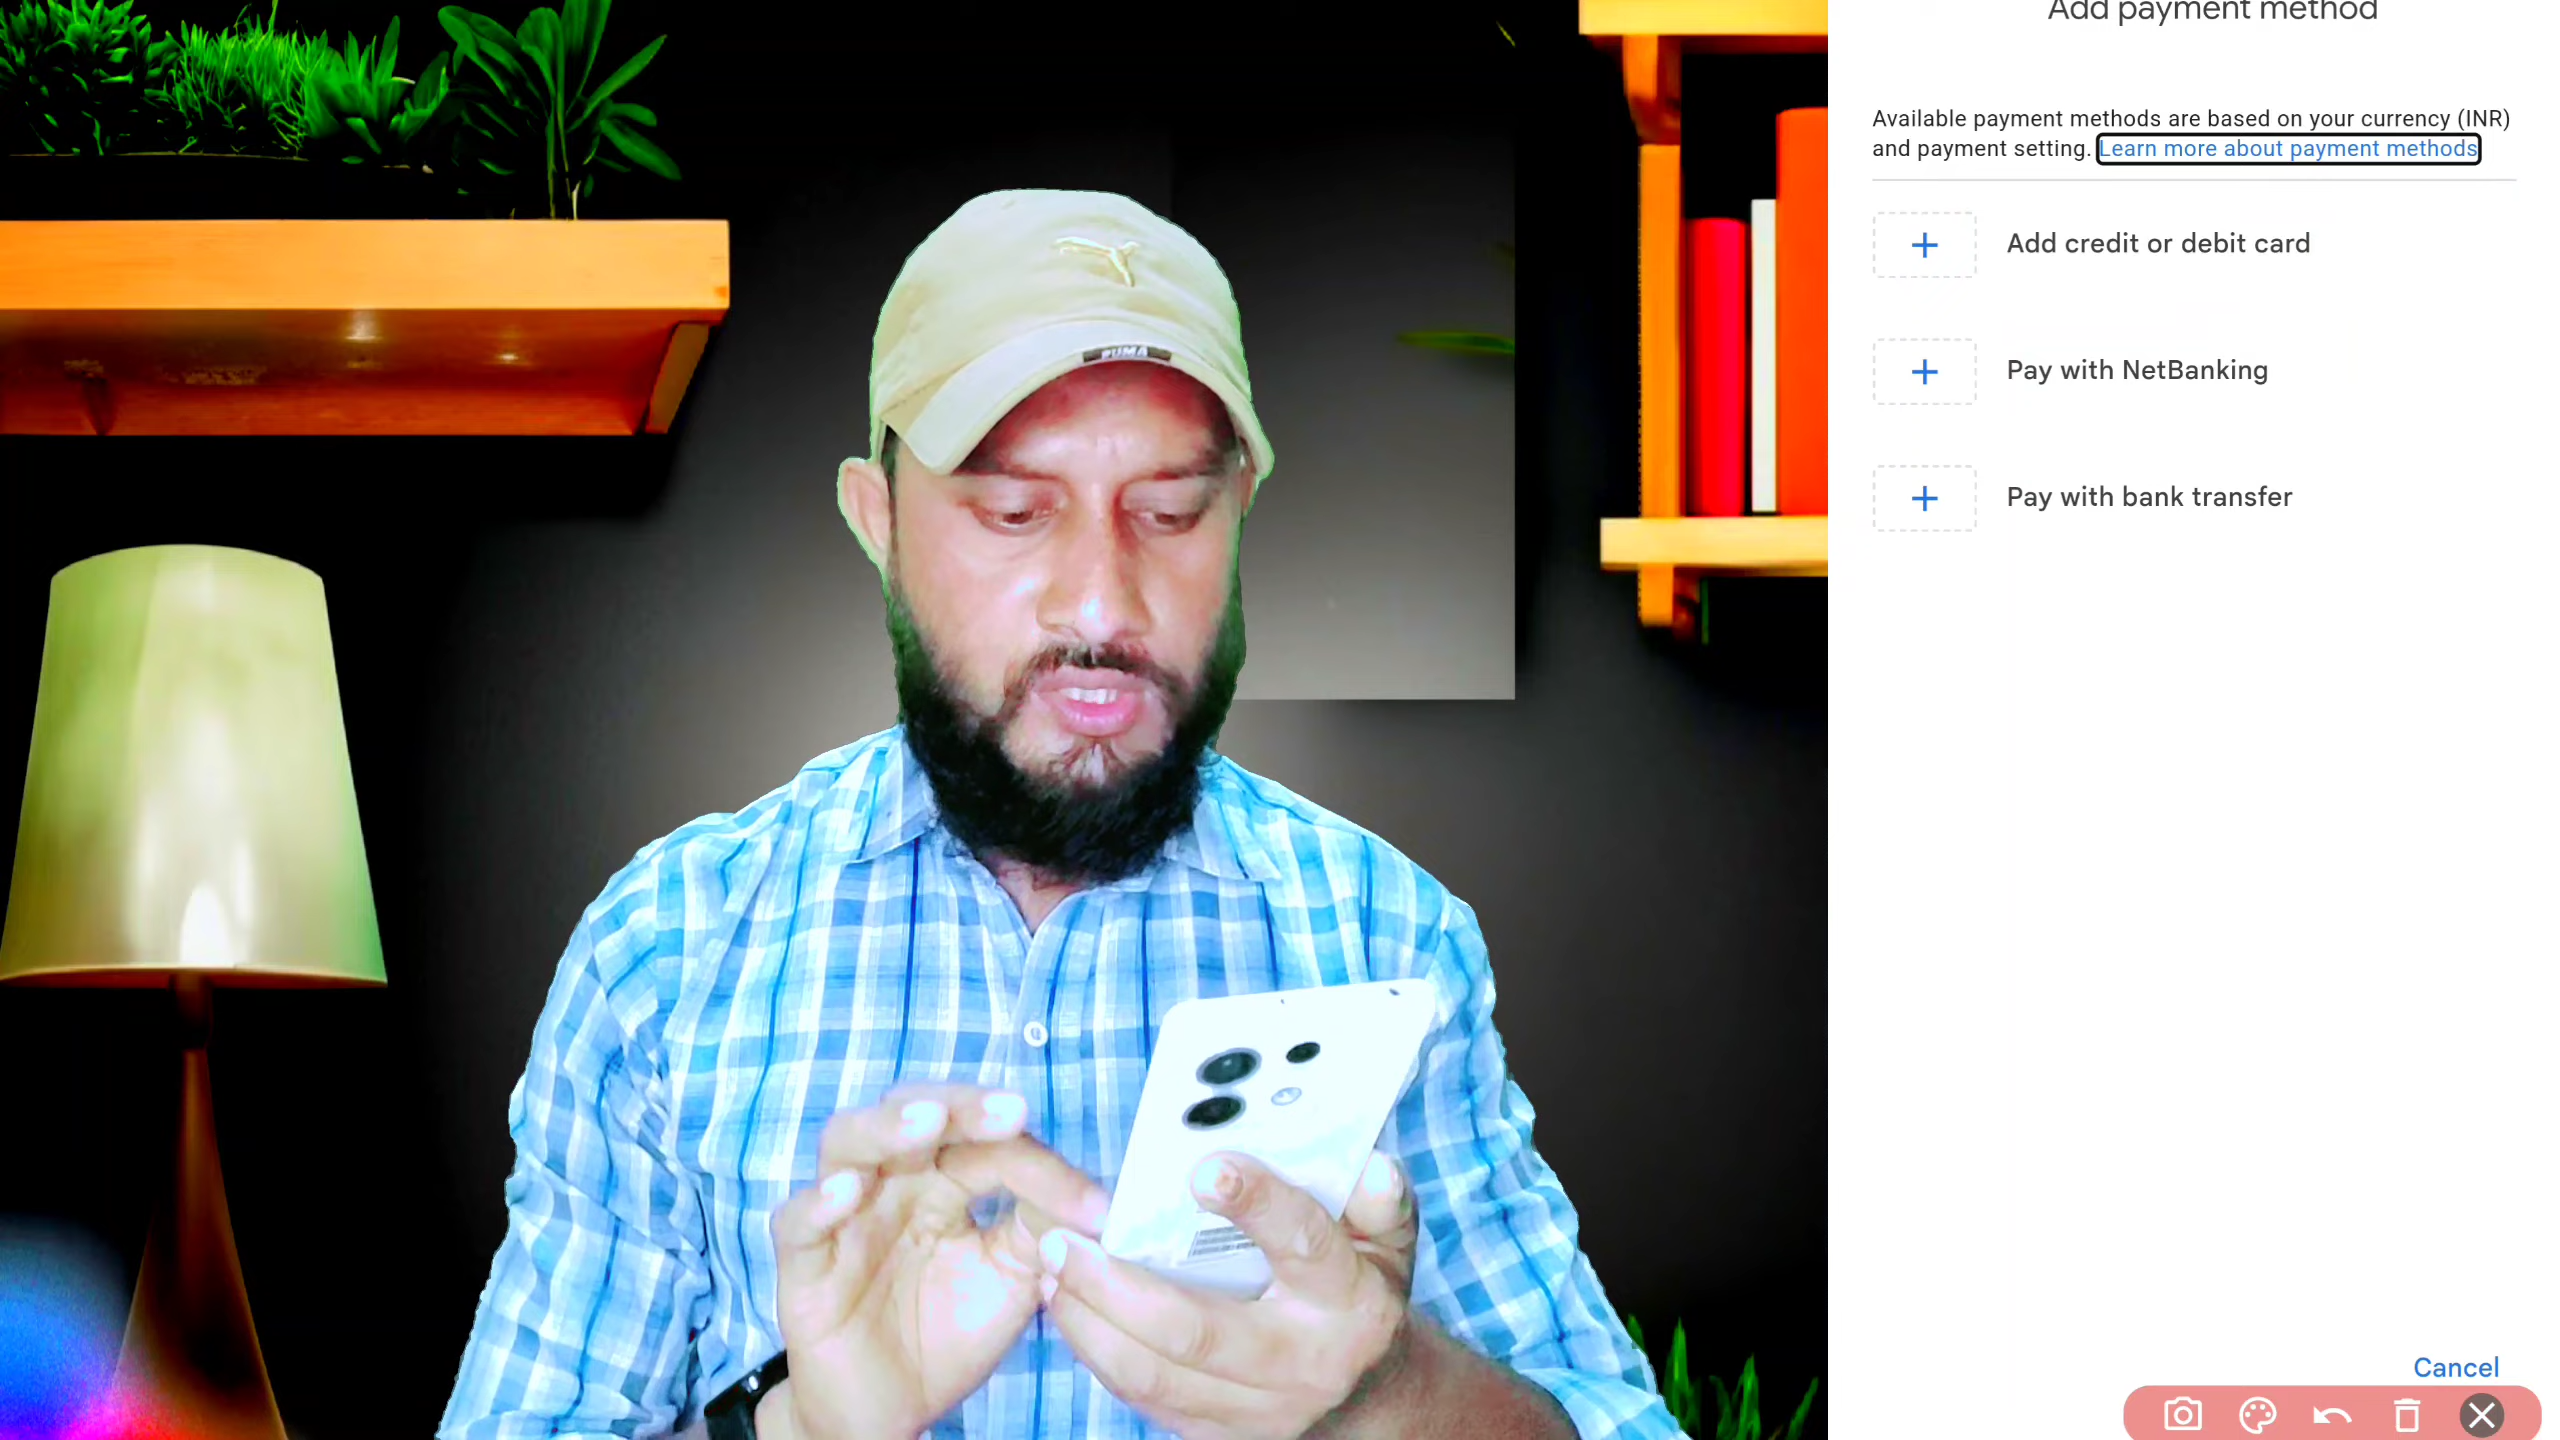 PUMA
Add payment method
Available payment methods are based on your currency (INR)
and payment setting. Learn more about payment methods
Add credit or debit card
Pay with NetBanking
Pay with bank transfer
Cancel